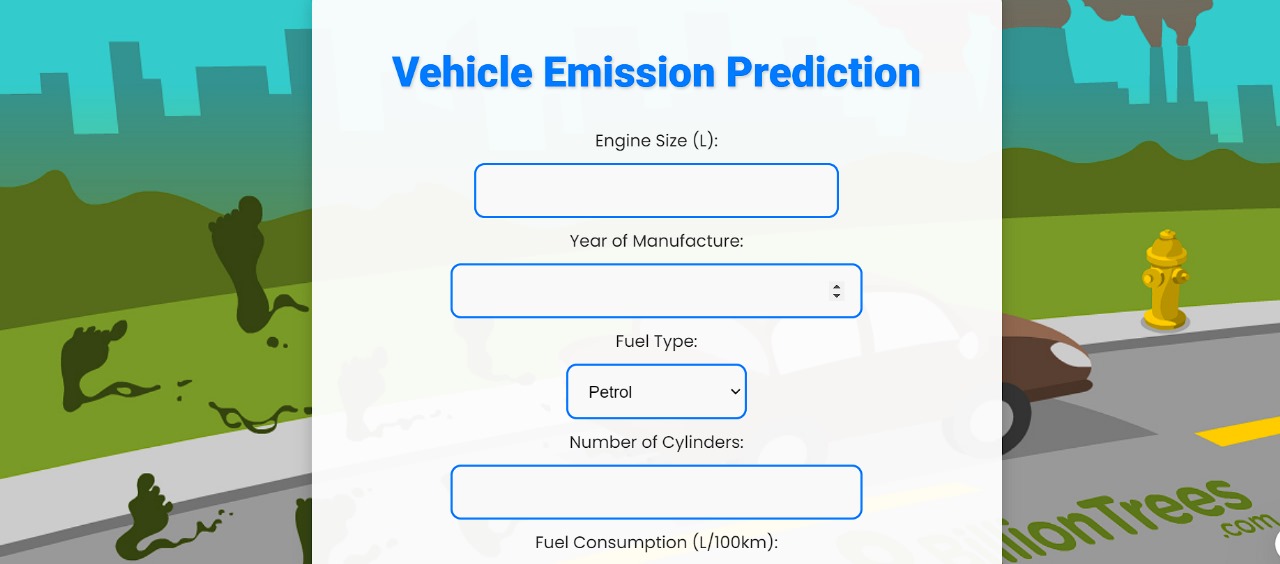 Vehicle Emission Prediction
Engine Size (L):
Year of Manufacture:
Fuel Type:
Petrol
Number of Cylinders:
Fuel Consumption (L/100km):
llionTrees
.com